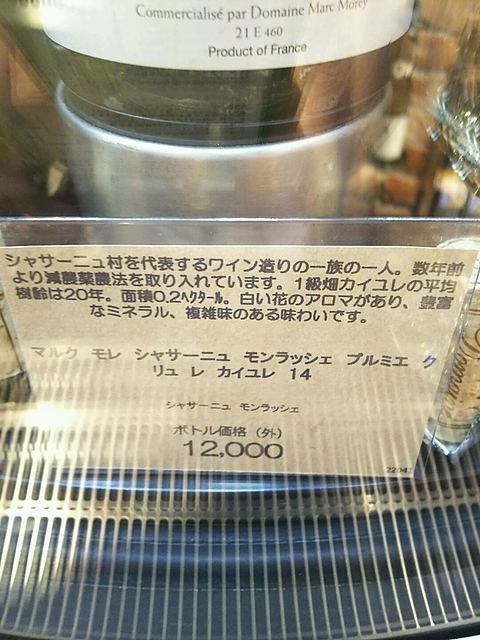 Commercialisé par Domaine Marc Morey
21 E 460
Product of France
シャサーニュ村を代表するワイン造りの一族の一人。数年前
より減農薬農法を取り入れています。1級畑カイユレの平均
樹齢は20年。面積0.2ﾍｸﾀｰﾙ。白い花のアロマがあり、豊富
なミネラル、複雑味のある味わいです。
マルク モレ シャサーニュ モンラッシェ プルミエ ク
リュ レ カイユレ 14
シャサーニュ モンラッシェ
ボトル価格（外）
12,000